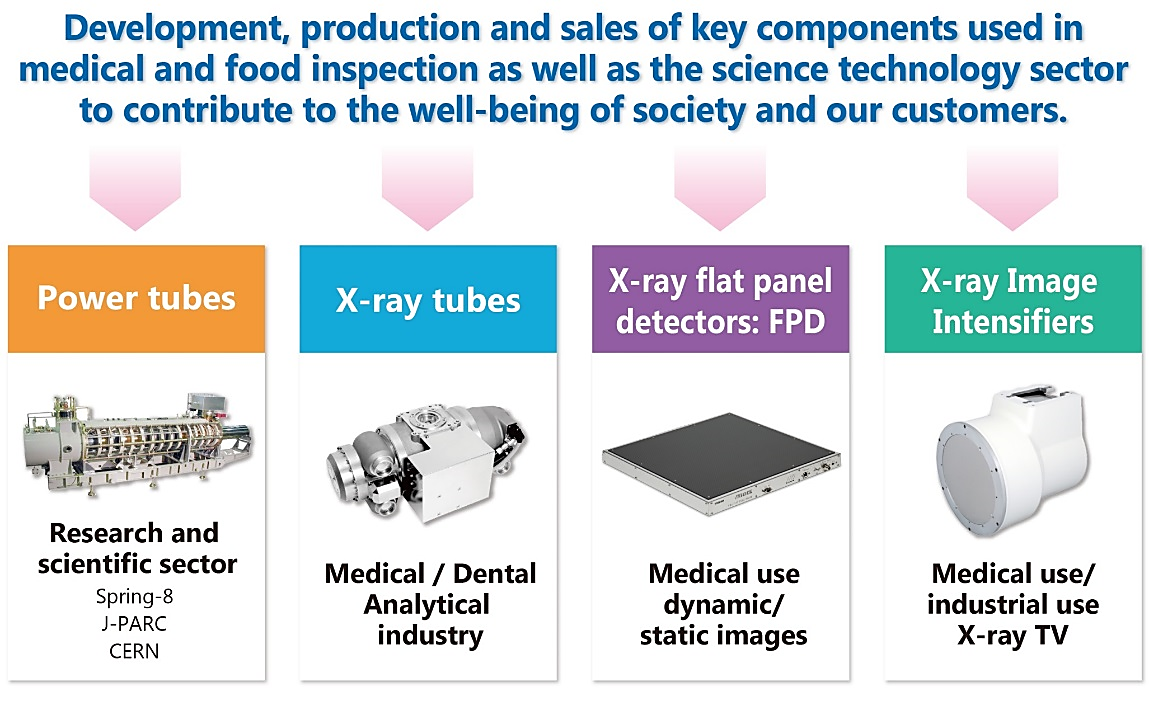 Development, production and sales of key components used in
medical and food inspection as well as the science technology sector
to contribute to the well-being of society and our customers.
Power tubes
Research and
scientific sector
Spring-8
J-PARC
CERN
X-ray tubes
Medical / Dental
Analytical
industry
X-ray flat panel
detectors: FPD
Medical use
dynamic/
static images
X-ray Image
Intensifiers
Medical use/
industrial use
X-ray TV